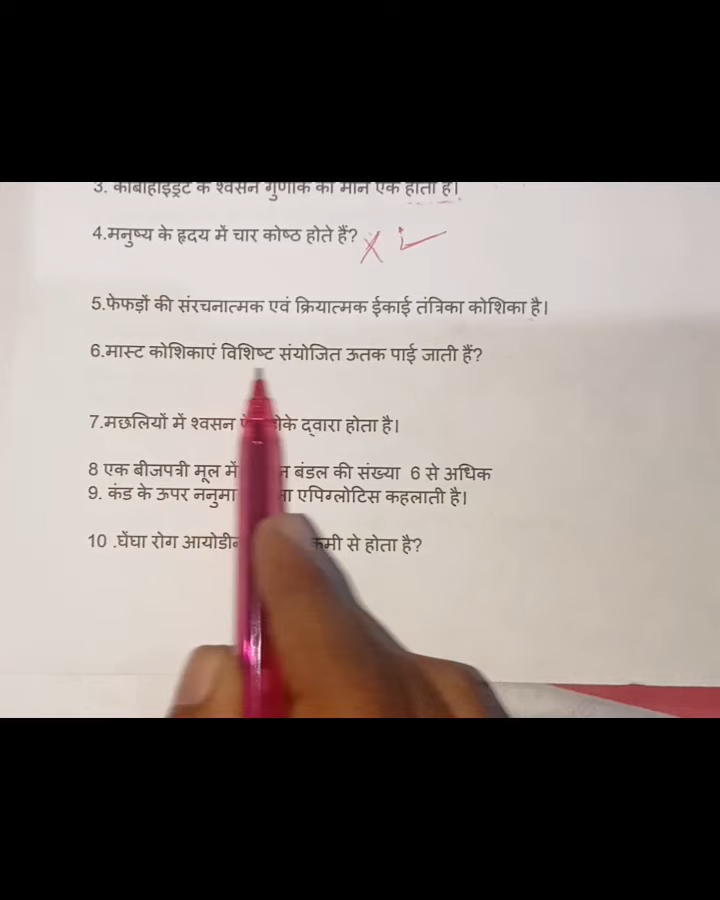 3. कार्बोहाइड्रेट के श्वसन गुणांक का मान एक होता है।
4.मनुष्य के हृदय में चार कोष्ठ होते हैं?
5.फेफड़ों की संरचनात्मक एवं क्रियात्मक ईकाई तंत्रिका कोशिका है।
6.मास्ट कोशिकाएं विशिष्ट संयोजित ऊतक पाई जाती हैं?
7.मछलियों में श्वसन के द्वारा होता है।
8 एक बीजपत्री मूल में बंडल की संख्या 6 से अधिक
9. कंड के ऊपर ननुमा एपिग्लोटिस कहलाती है।
10 .घेंघा रोग आयोडीन कमी से होता है?